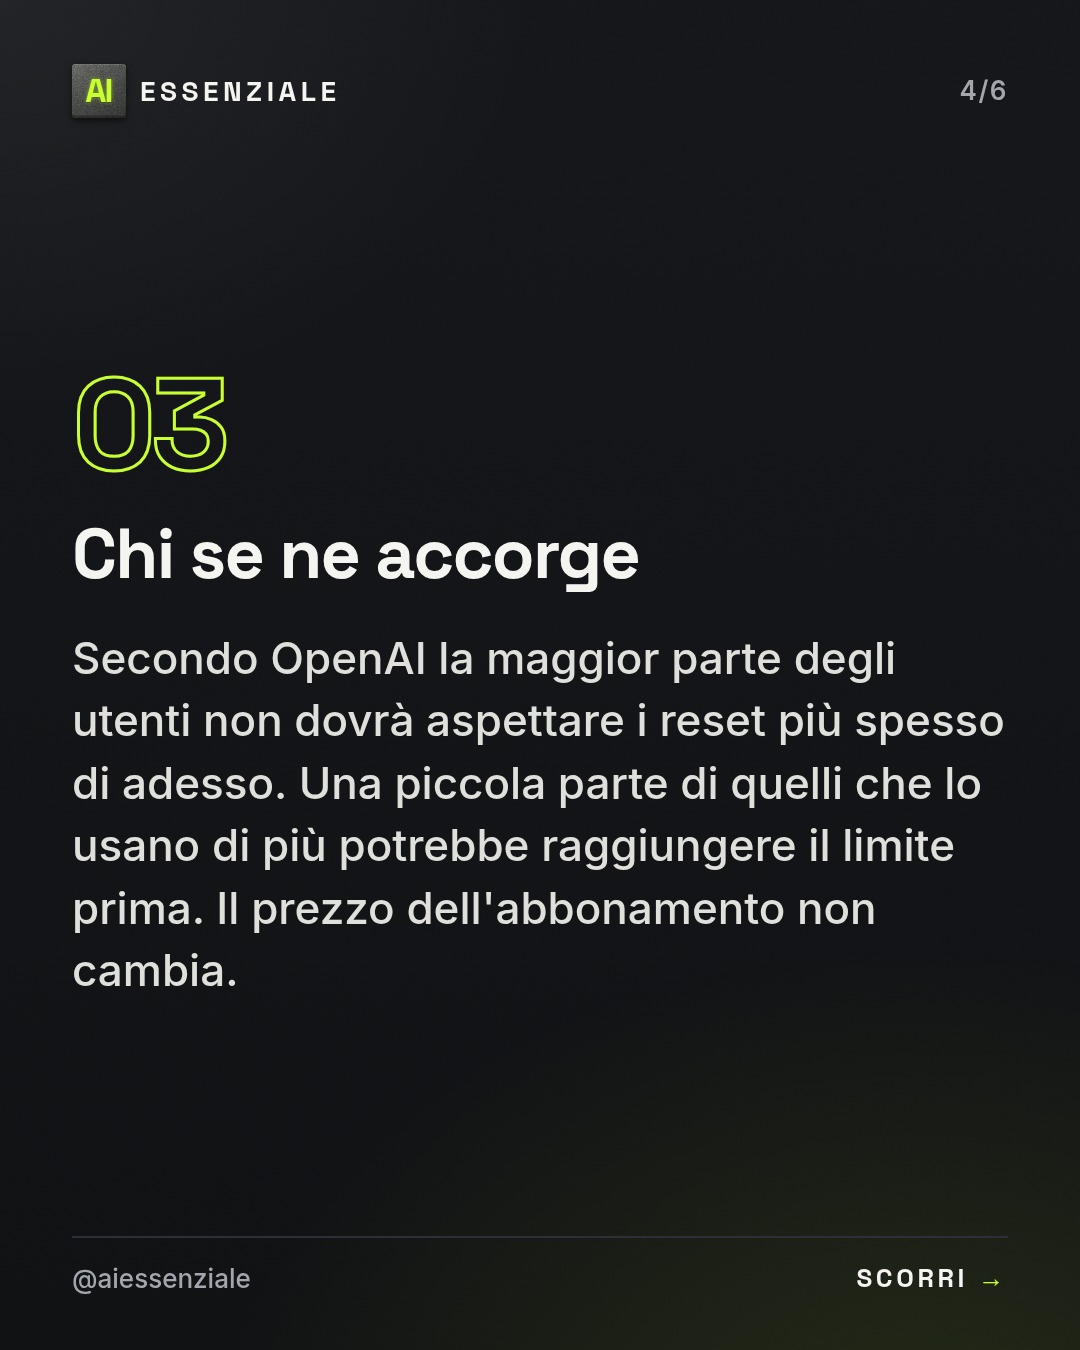 AI ESSENZIALE
4/6
03
Chi se ne accorge
Secondo OpenAI la maggior parte degli
utenti non dovrà aspettare i reset più spesso
di adesso. Una piccola parte di quelli che lo
usano di più potrebbe raggiungere il limite
prima. Il prezzo dell'abbonamento non
cambia.
@aiessenziale
SCORRI →